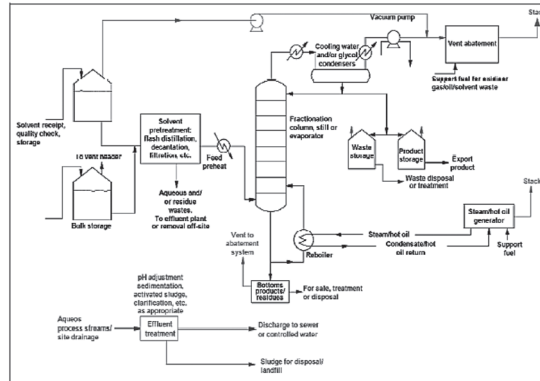 Vacuum pump
Stack
Cooling water
and/or glycol
condensers
Vent abatement
Support fuel for oxidiser
gas/oil/solvent waste
Solvent receipt,
quality check,
storage
Solvent
pretreatment:
flash distillation,
decantation,
filtration, etc.
Feed
preheat
Fractionation
column, still or
evaporator
Waste
storage
Product
storage
Export
product
Waste disposal
or treatment
To vent header
Bulk storage
Aqueous and/
or residue
wastes.
To effluent plant
or removal off-site
Vent to
abatement
system
Reboiler
Steam/hot oil
Condensate/hot
oil return
Steam/hot oil
generator
Stack
Support
fuel
Bottoms
products/
residues
For sale, treatment
or disposal
pH adjustment
sedimentation,
activated sludge,
clarification, etc.
as appropriate
Aqueos
process streams/
site drainage
Effluent
treatment
Discharge to sewer
or controlled water
Sludge for disposal/
landfill